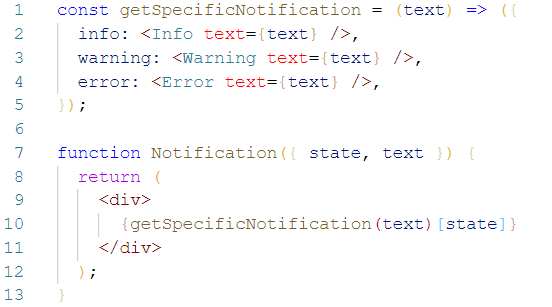 1 const getSpecificNotification = (text) => ({
2   info: <Info text={text} />,
3   warning: <Warning text={text} />,
4   error: <Error text={text} />,
5 });
6
7 function Notification({ state, text }) {
8   return (
9     <div>
10       {getSpecificNotification(text)[state]}
11     </div>
12   );
13 }